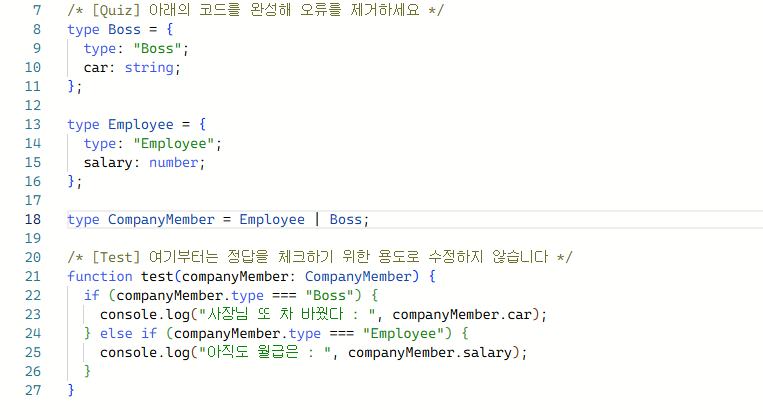 7 /* [Quiz] 아래의 코드를 완성해 오류를 제거하세요 */
8 type Boss = {
9 type: "Boss";
10 car: string;
11 };
12
13 type Employee = {
14 type: "Employee";
15 salary: number;
16 };
17
18 type CompanyMember = Employee | Boss;
19
20 /* [Test] 여기부터는 정답를 체크하기 위한 용도로 수정하지 않습니다 */
21 function test(companyMember: CompanyMember) {
22 if (companyMember.type === "Boss") {
23 console.log("사장님 또 차 바꿨다 : ", companyMember.car);
24 } else if (companyMember.type === "Employee") {
25 console.log("아직도 월급은 : ", companyMember.salary);
26 }
27 }